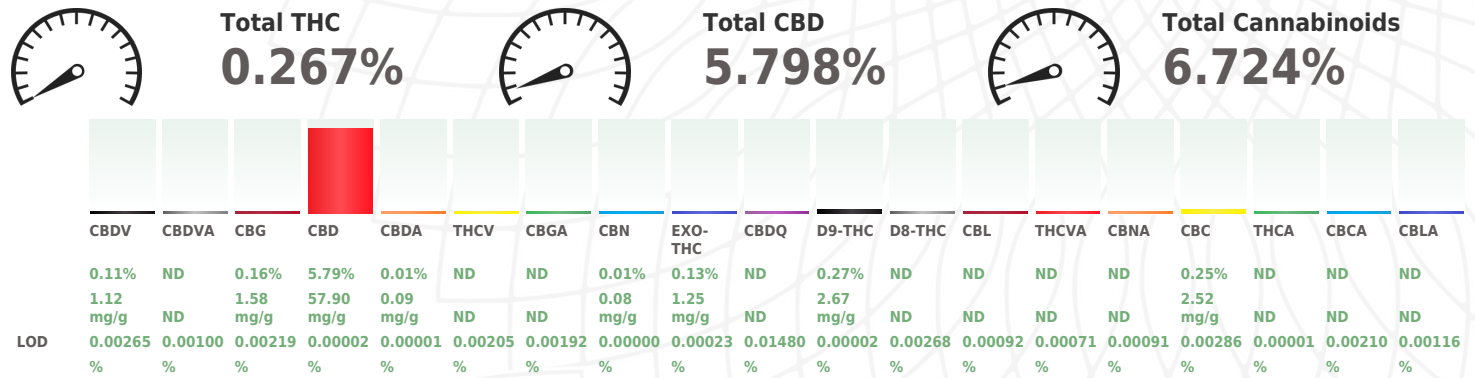 Total THC
0.267%
Total CBD
5.798%
Total Cannabinoids
6.724%
CBDV CBDVA CBG CBD CBDA THCV CBGA CBN EXO-THC CBDQ D9-THC D8-THC CBL THCVA CBNA CBC THCA CBCA CBLA
0.11% ND 0.16% 5.79% 0.01% ND ND 0.01% 0.13% ND 0.27% ND ND ND ND 0.25% ND ND ND
1.12 mg/g ND 1.58 mg/g 57.90 mg/g 0.09 mg/g ND ND 0.08 mg/g 1.25 mg/g ND 2.67 mg/g ND ND ND ND 2.52 mg/g ND ND ND
LOD 0.00265 0.00100 0.00219 0.00002 0.00001 0.00205 0.00192 0.00000 0.00023 0.01480 0.00002 0.00268 0.00092 0.00071 0.00091 0.00286 0.00001 0.00210 0.00116
% % % % % % % % % % % % % % % % % % %